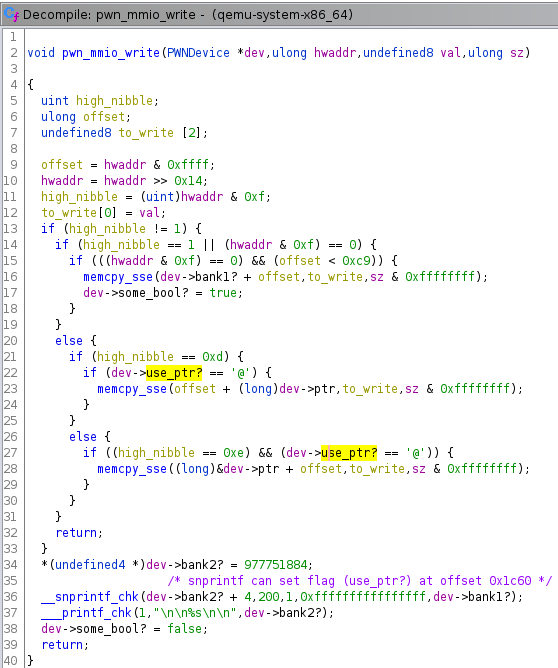 Decompile: pwn_mmio_write - (qemu-system-x86_64)
1
2 void pwn_mmio_write(PWNDevice *dev,ulong hwaddr,undefined8 val,ulong sz)
3
4 {
5   uint high_nibble;
6   ulong offset;
7   undefined8 to_write [2];
8
9   offset = hwaddr & 0xffff;
10   hwaddr = hwaddr >> 0x14;
11   high_nibble = (uint)hwaddr & 0xf;
12   to_write[0] = val;
13   if (high_nibble != 1) {
14     if (high_nibble == 1 || (hwaddr & 0xf) == 0) {
15       if (((hwaddr & 0xf) == 0) && (offset < 0xc9)) {
16         memcpy_sse(dev->bank1? + offset,to_write,sz & 0xffffffff);
17         dev->some_bool? = true;
18       }
19     }
20     else {
21       if (high_nibble == 0xd) {
22         if (dev->use_ptr? == '@') {
23           memcpy_sse(offset + (long)dev->ptr,to_write,sz & 0xffffffff);
24         }
25       }
26       else {
27         if ((high_nibble == 0xe) && (dev->use_ptr? == '@')) {
28           memcpy_sse((long)&dev->ptr + offset,to_write,sz & 0xffffffff);
29         }
30       }
31     }
32     return;
33   }
34   *(undefined4 *)dev->bank2? = 977751884;
35                     /* snprintf can set flag (use_ptr?) at offset 0x1c60 */
36   __snprintf_chk(dev->bank2? + 4,200,1,0xffffffffffffffff,dev->bank1?);
37   ___printf_chk(1,"\n\n%s\n\n",dev->bank2?);
38   dev->some_bool? = false;
39   return;
40 }